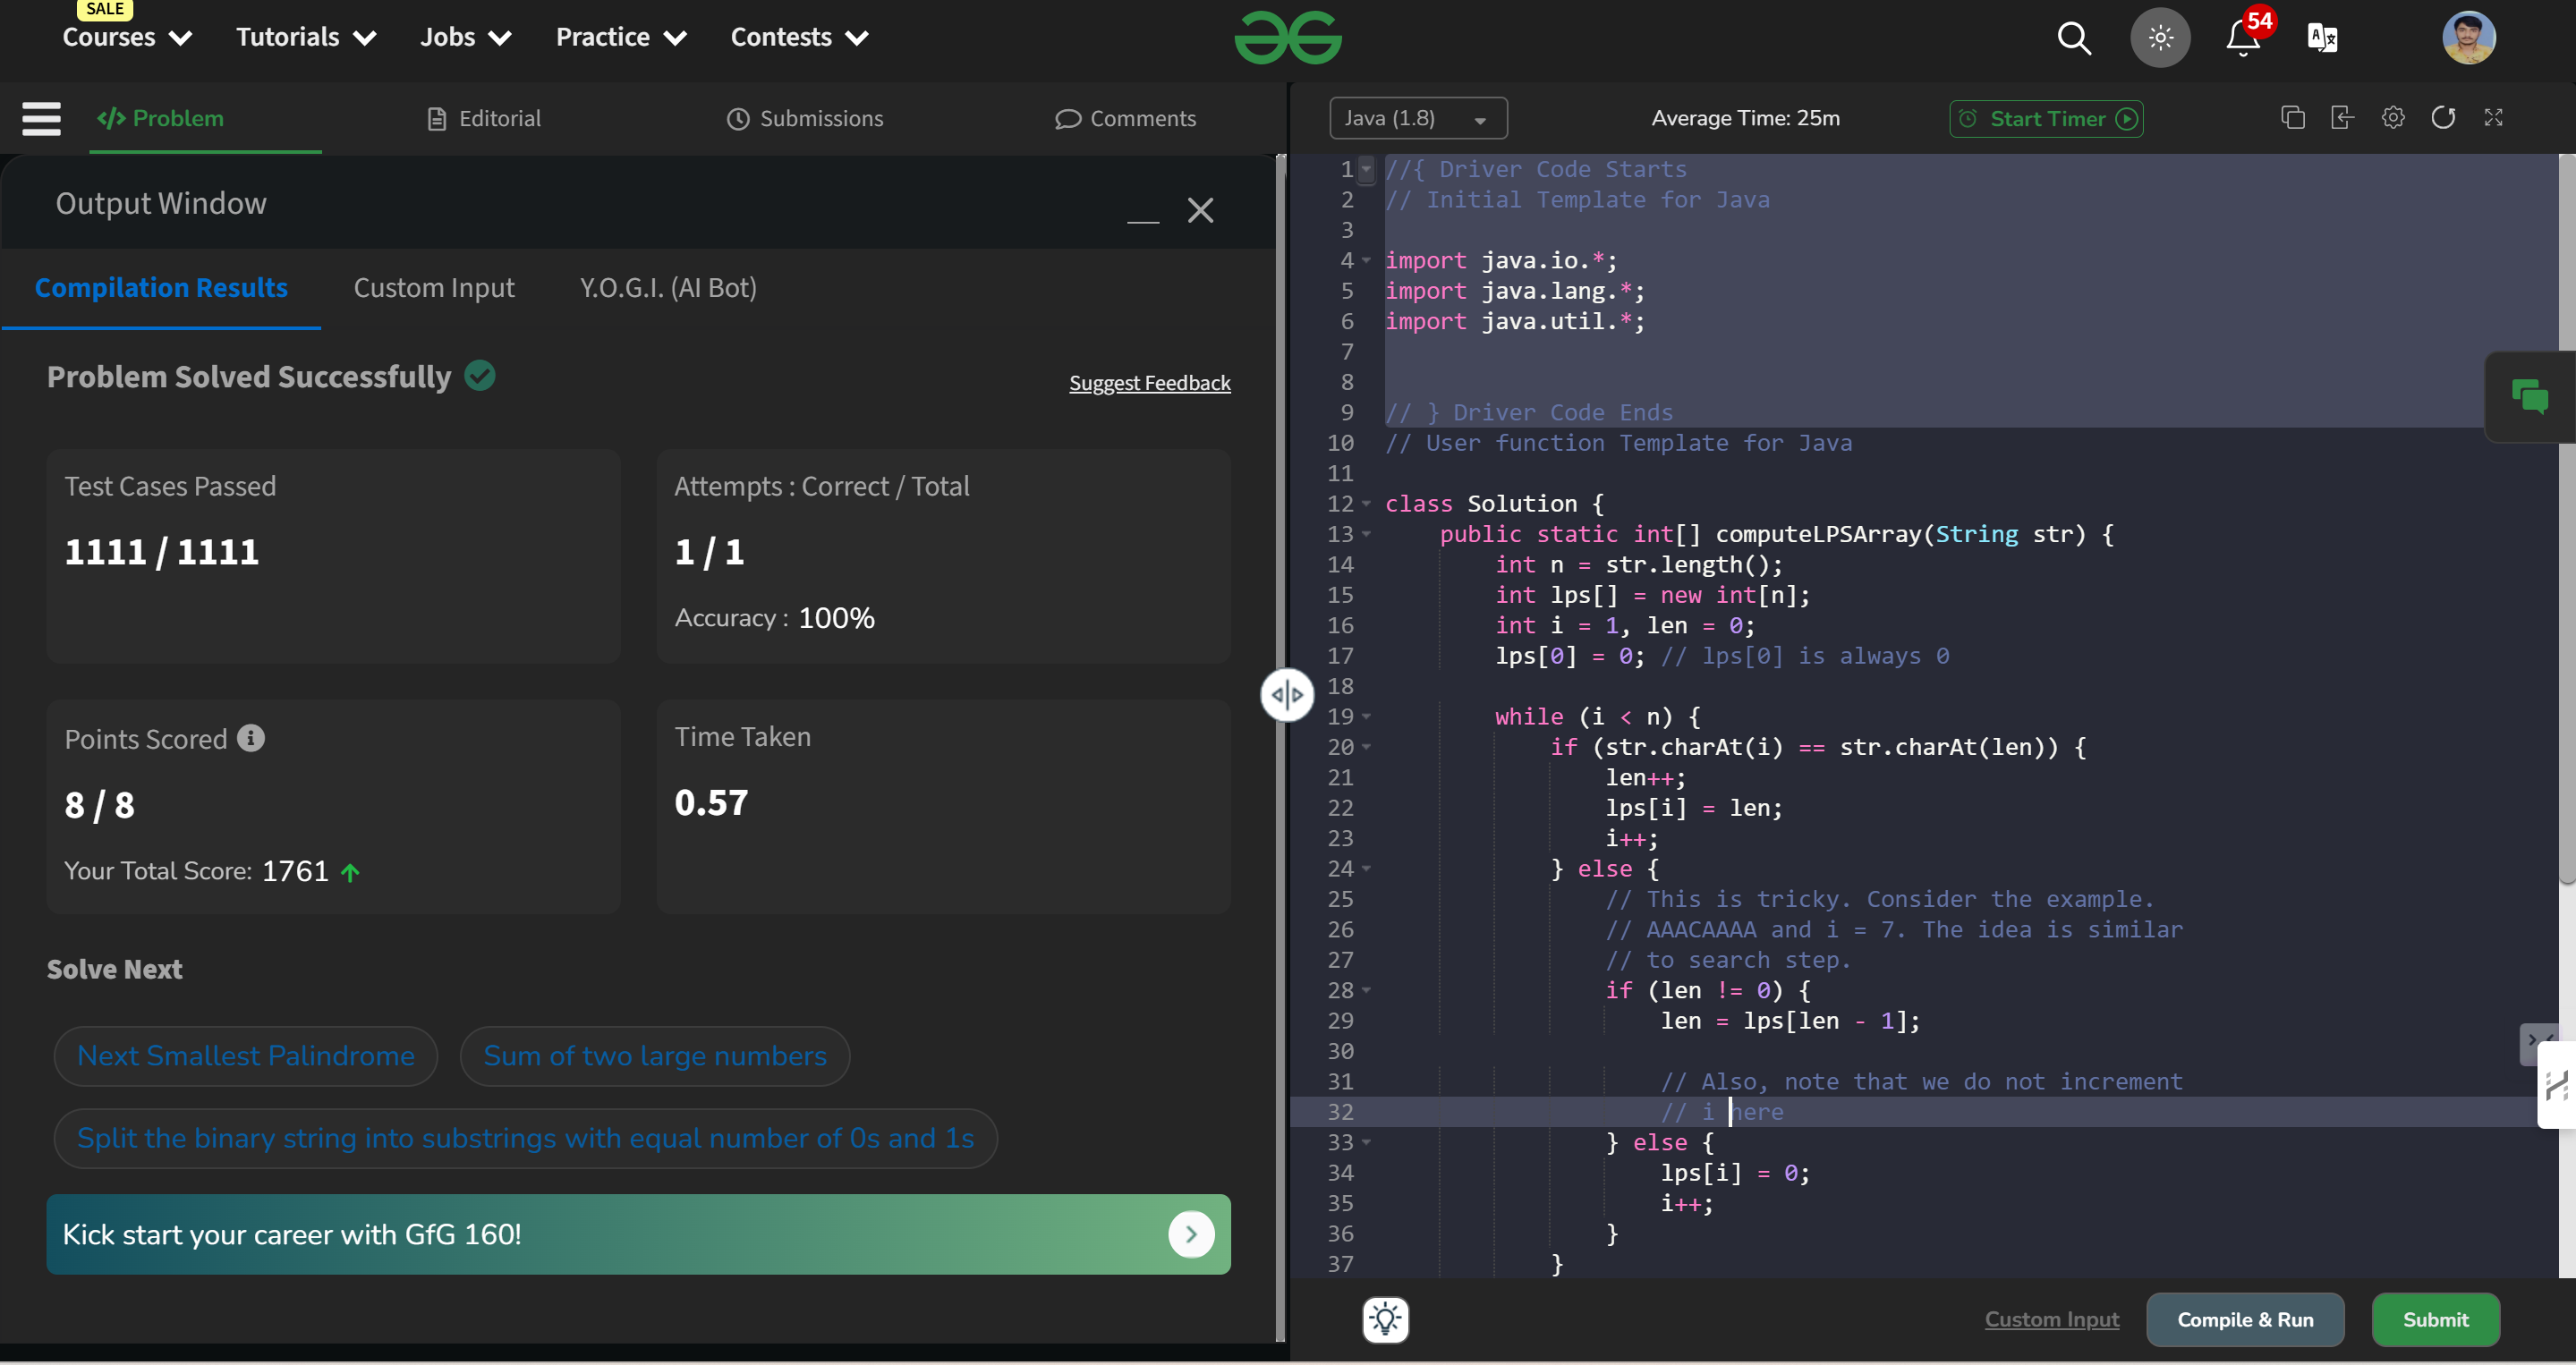 SALE
Courses
Tutorials
Jobs
Practice
Contests
54
</> Problem
Editorial
Submissions
Comments
Output Window
Compilation Results
Custom Input
Y.O.G.I. (AI Bot)
Problem Solved Successfully
Suggest Feedback
Test Cases Passed
1111 / 1111
Attempts : Correct / Total
1 / 1
Accuracy : 100%
Points Scored
8 / 8
Your Total Score: 1761
Time Taken
0.57
Solve Next
Next Smallest Palindrome
Sum of two large numbers
Split the binary string into substrings with equal number of 0s and 1s
Kick start your career with GfG 160!
Java (1.8)
Average Time: 25m
Start Timer
1 //{ Driver Code Starts
2 // Initial Template for Java
3
4 import java.io.*;
5 import java.lang.*;
6 import java.util.*;
7
8
9 // } Driver Code Ends
10 // User function Template for Java
11
12 class Solution {
13 public static int[] computeLPSArray(String str) {
14 int n = str.length();
15 int lps[] = new int[n];
16 int i = 1, len = 0;
17 lps[0] = 0; // lps[0] is always 0
18
19 while (i < n) {
20 if (str.charAt(i) == str.charAt(len)) {
21 len++;
22 lps[i] = len;
23 i++;
24 } else {
25 // This is tricky. Consider the example.
26 // AAACAAAA and i = 7. The idea is similar
27 // to search step.
28 if (len != 0) {
29 len = lps[len - 1];
30
31 // Also, note that we do not increment
32 // i here
33 } else {
34 lps[i] = 0;
35 i++;
36 }
37 }
Custom Input
Compile & Run
Submit